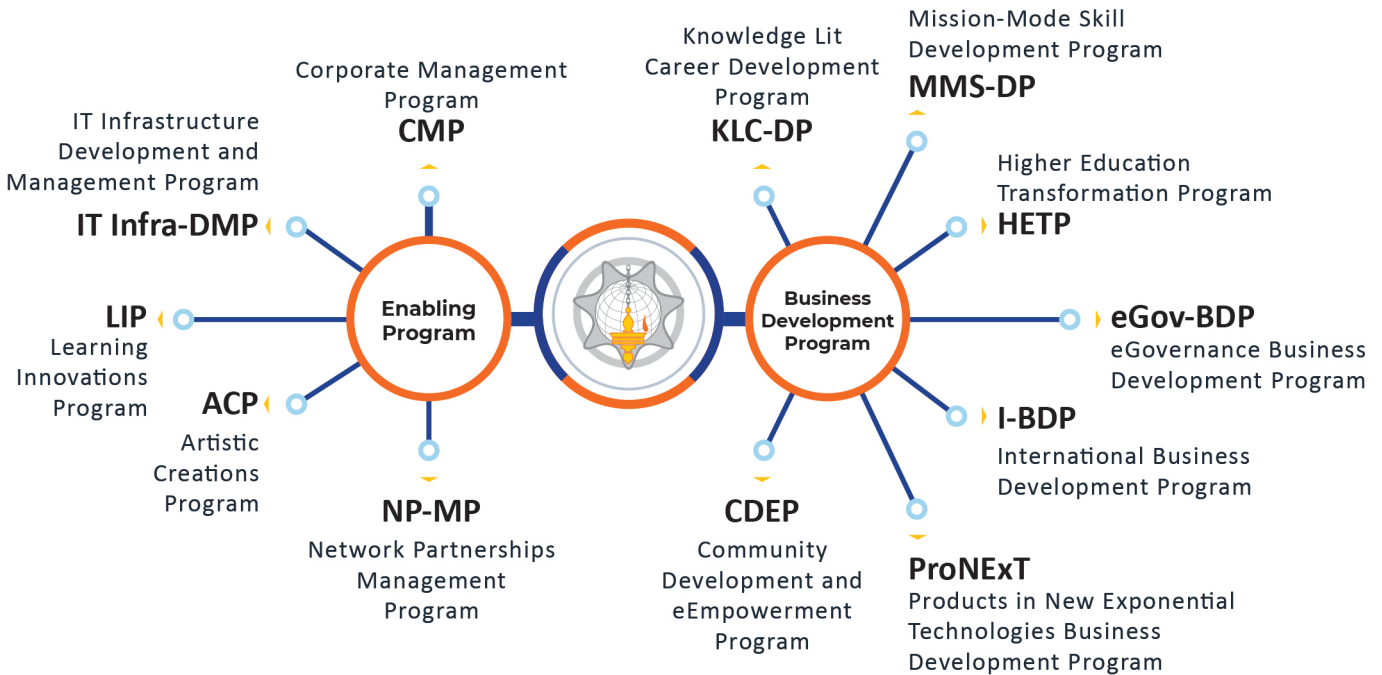 Corporate Management
Program
CMP
IT Infrastructure
Development and
Management Program
IT Infra-DMP
LIP
Learning
Innovations
Program
ACP
Artistic
Creations
Program
NP-MP
Network Partnerships
Management
Program
Enabling
Program
Business
Development
Program
Knowledge Lit
Career Development
Program
KLC-DP
Mission-Mode Skill
Development Program
MMS-DP
Higher Education
Transformation Program
HETP
eGov-BDP
eGovernance Business
Development Program
I-BDP
International Business
Development Program
ProNExT
Products in New Exponential
Technologies Business
Development Program
CDEP
Community
Development and
eEmpowerment
Program